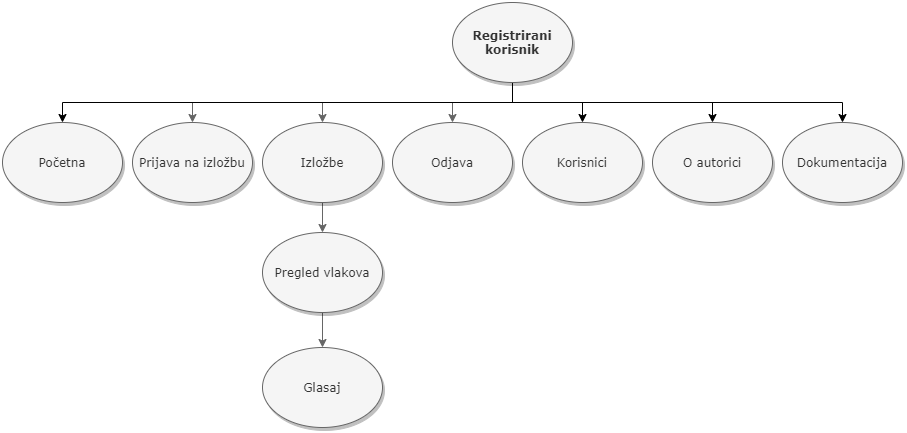 Registrirani
korisnik
Početna
Prijava na izložbu
Izložbe
Odjava
Korisnici
O autorici
Dokumentacija
Pregled vlakova
Glasaj